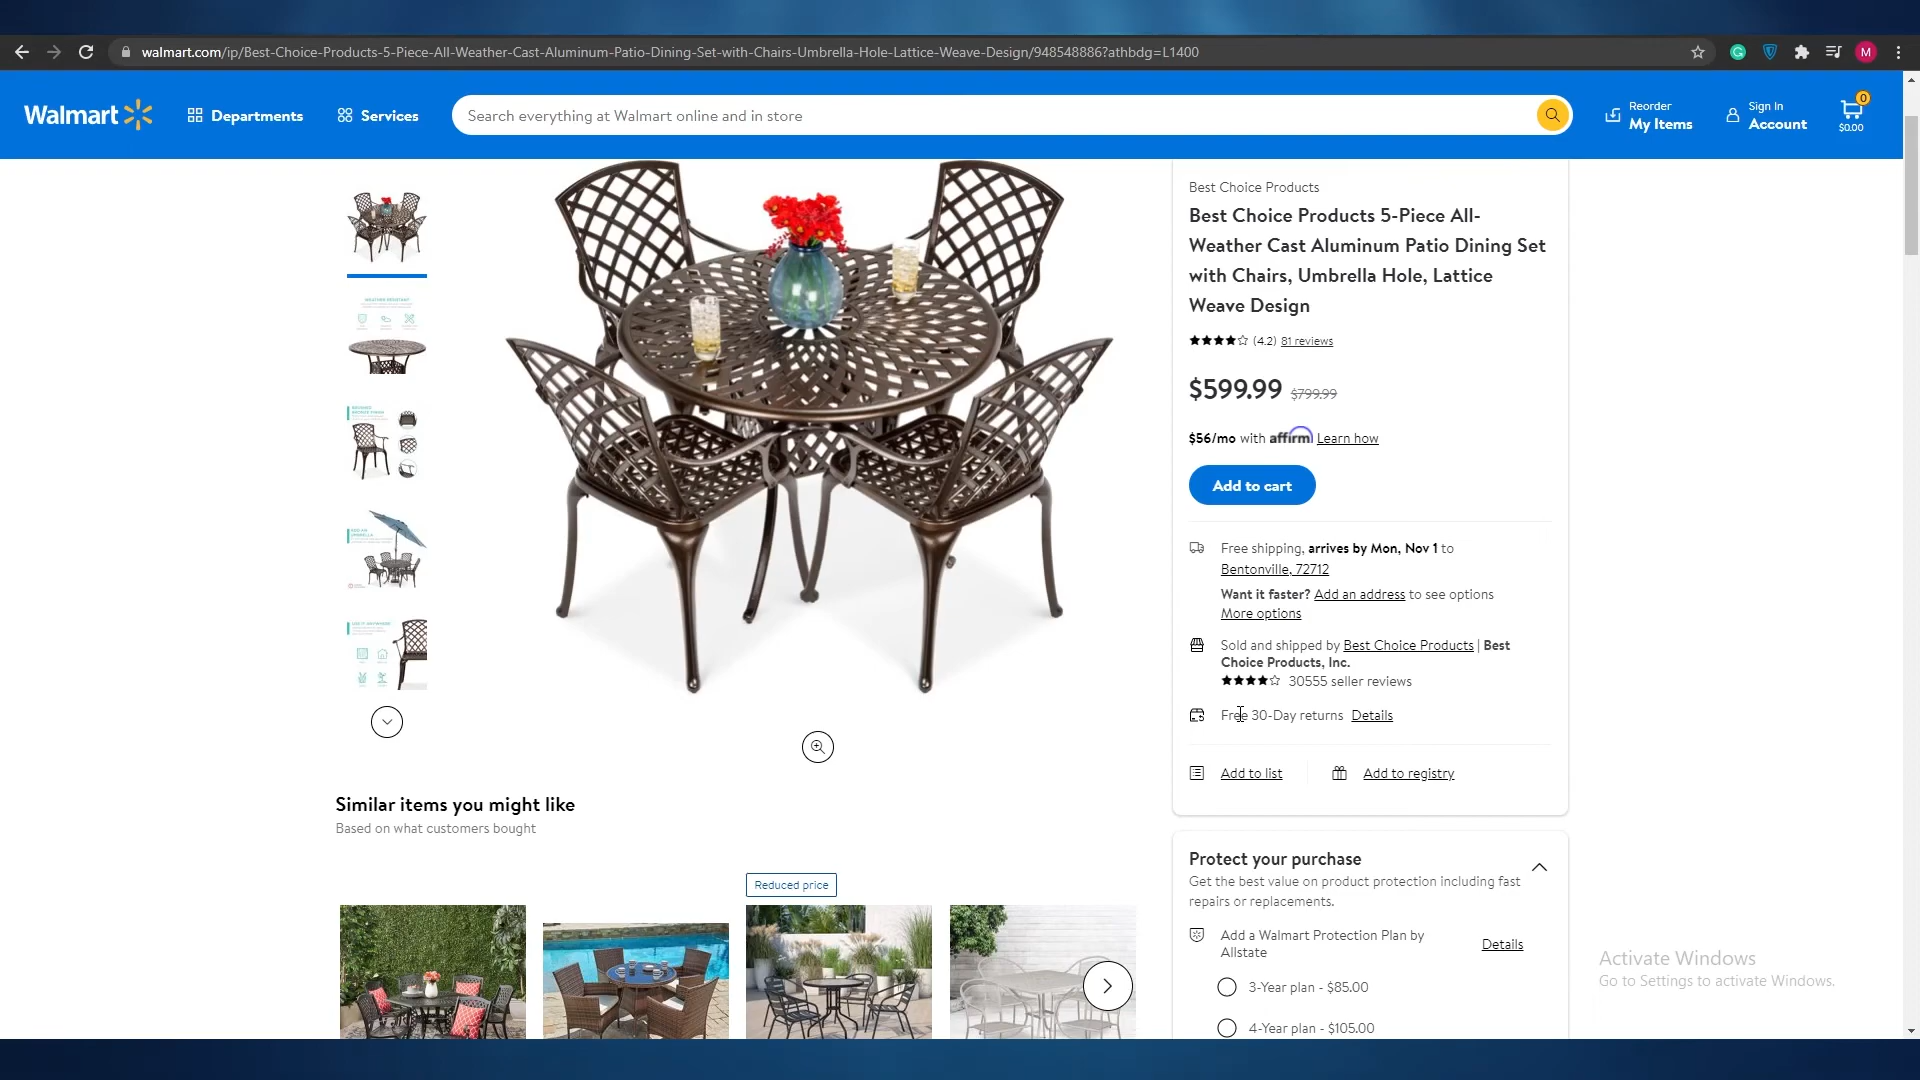 walmart.com/ip/Best-Choice-Products-5-Piece-All-Weather-Cast-Aluminum-Patio-Dining-Set-with-Chairs-Umbrella-Hole-Lattice-Weave-Design/948548886?athbdg=L1400
M
Walmart
Departments
Services
Search everything at Walmart online and in store
Reorder
My Items
Sign In
Account
0
$0.00
Best Choice Products
Best Choice Products 5-Piece All-
Weather Cast Aluminum Patio Dining Set
with Chairs, Umbrella Hole, Lattice
Weave Design
(4.2) 81 reviews
$599.99 $799.99
$56/mo with affirm Learn how
Add to cart
Free shipping, arrives by Mon, Nov 1 to
Bentonville, 72712
Want it faster? Add an address to see options
More options
Sold and shipped by Best Choice Products | Best
Choice Products, Inc.
30555 seller reviews
Free 30-Day returns Details
Add to list
Add to registry
WEATHER RESISTANT
Similar items you might like
Based on what customers bought
Reduced price
Protect your purchase
Get the best value on product protection including fast
repairs or replacements.
Add a Walmart Protection Plan by
Allstate
Details
3-Year plan - $85.00
4-Year plan - $105.00
Activate Windows
Go to Settings to activate Windows.